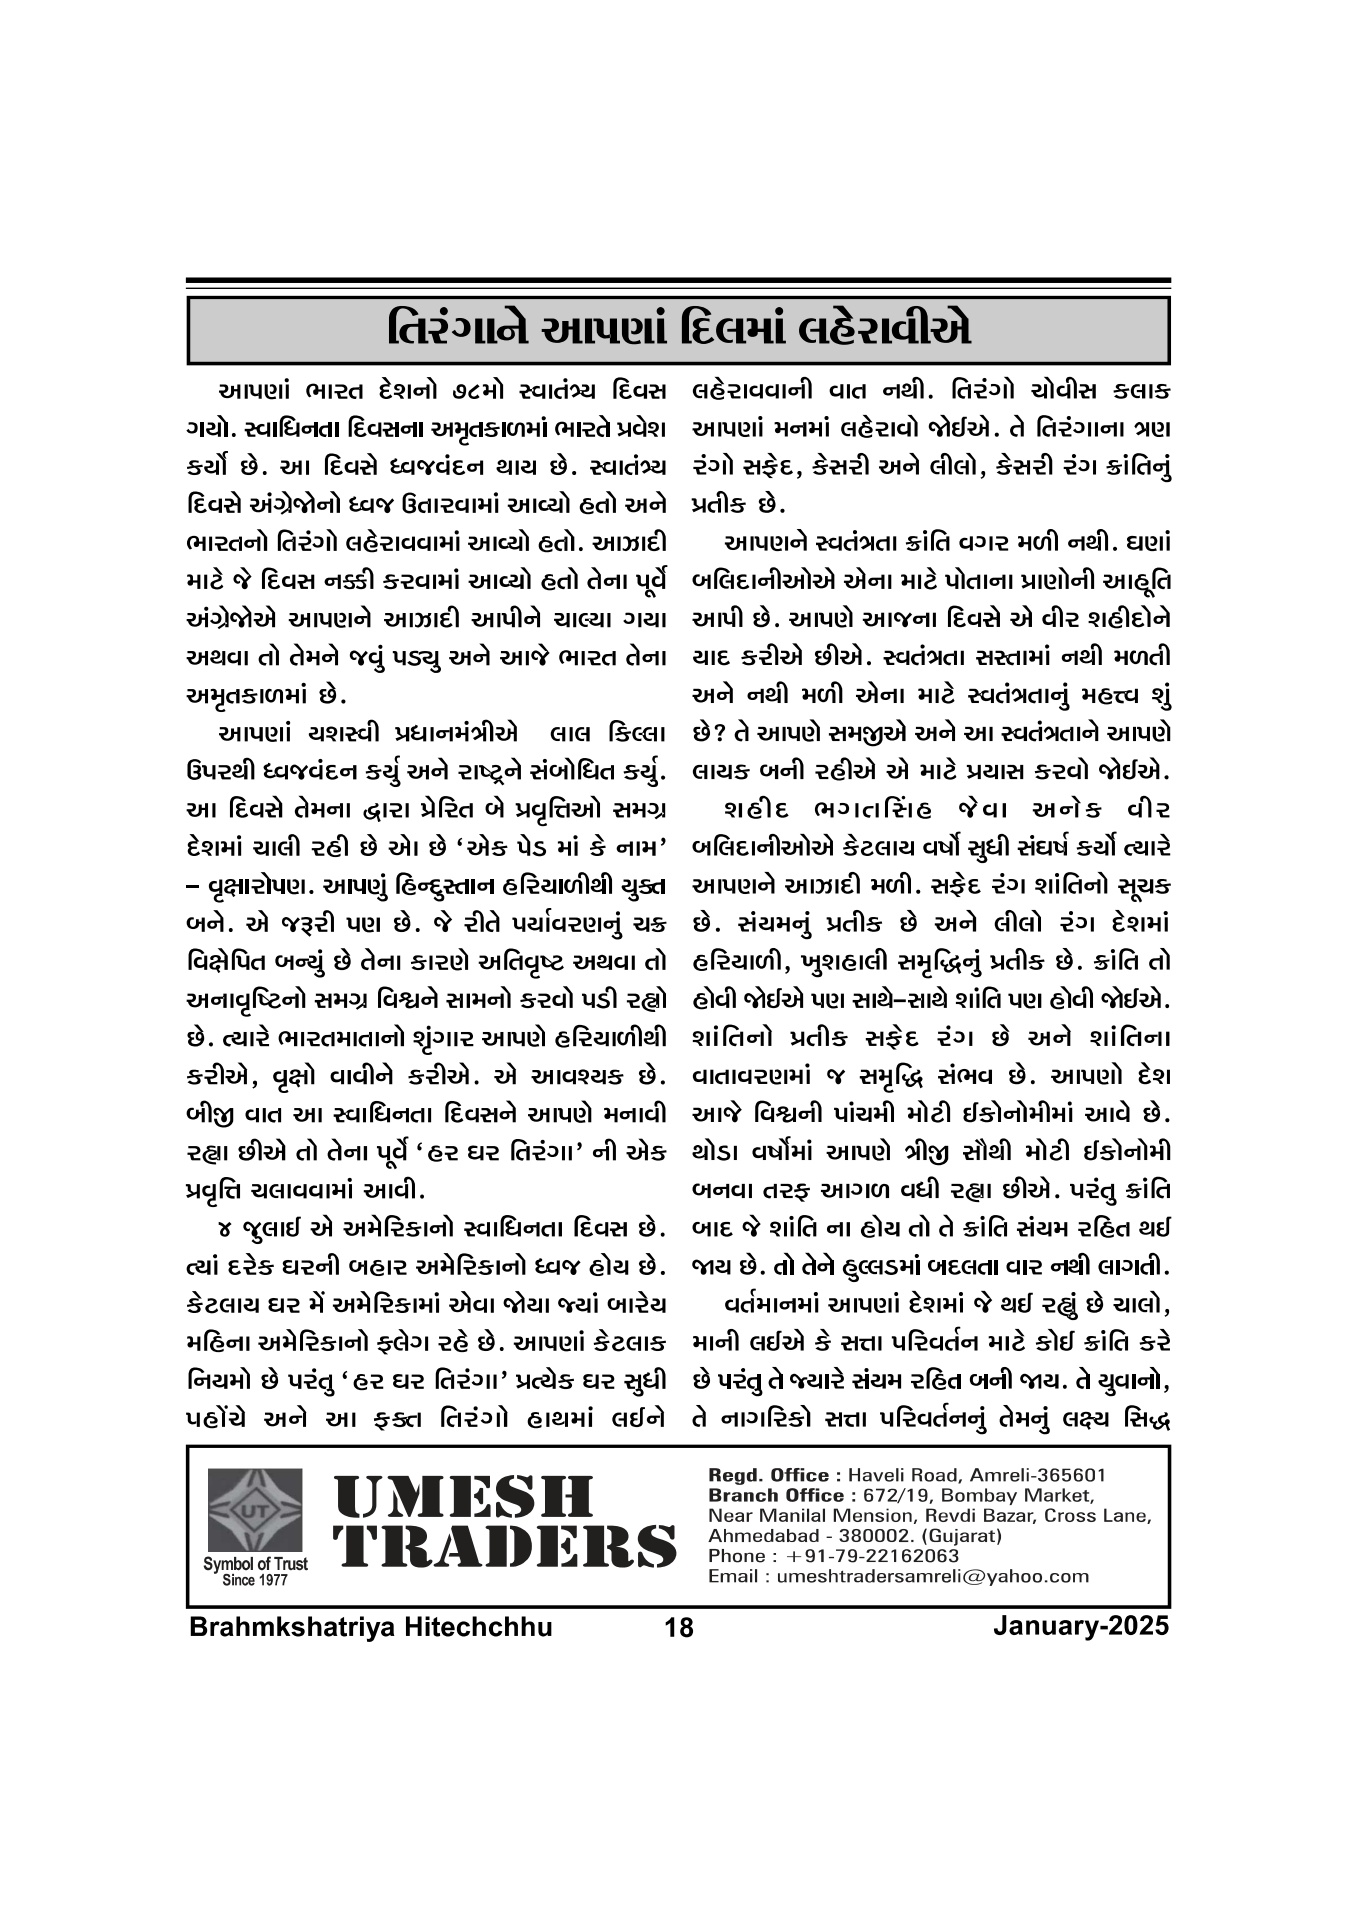 તિરંગાને આપણાં દિલમાં લહેરાવીએ
આપણાં ભારત દેશનો ૭૮મો સ્વાતંત્ર્ય દિવસ
ગયો. સ્વાધિનતા દિવસના અમૃતકાળમાં ભારતે પ્રવેશ
કર્યો છે. આ દિવસે ધ્વજવંદન થાય છે. સ્વાતંત્ર્ય
દિવસે અંગ્રેજોનો ધ્વજ ઉતારવામાં આવ્યો હતો અને
ભારતનો તિરંગો લહેરાવવામાં આવ્યો હતો. આઝાદી
માટે જે દિવસ નક્કી કરવામાં આવ્યો હતો તેના પૂર્વે
અંગ્રેજોએ આપણને આઝાદી આપીને ચાલ્યા ગયા
અથવા તો તેમને જવું પડ્યુ અને આજે ભારત તેના
અમૃતકાળમાં છે.
આપણાં યશસ્વી પ્રધાનમંત્રીએ લાલ કિલ્લા
ઉપરથી ધ્વજવંદન કર્યુ અને રાષ્ટ્રને સંબોધિત કર્યુ.
આ દિવસે તેમના દ્વારા પ્રેરિત બે પ્રવૃત્તિઓ સમગ્ર
દેશમાં ચાલી રહી છે એ છે ‘એક પેડ માં કે નામ’
– વૃક્ષારોપણ. આપણું હિન્દુસ્તાન હરિયાળીથી યુક્ત
બને. એ જરૂરી પણ છે. જે રીતે પર્યાવરણનું ચક્ર
વિક્ષેપિત બન્યું છે તેના કારણે અતિવૃષ્ટ અથવા તો
અનાવૃષ્ટિનો સમગ્ર વિશ્વને સામનો કરવો પડી રહ્યો
છે. ત્યારે ભારતમાતાનો શૃંગાર આપણે હરિયાળીથી
કરીએ, વૃક્ષો વાવીને કરીએ. એ આવશ્યક છે.
બીજી વાત આ સ્વાધિનતા દિવસને આપણે મનાવી
રહ્યા છીએ તો તેના પૂર્વે ‘હર ઘર તિરંગા’ ની એક
પ્રવૃત્તિ ચલાવવામાં આવી.
૪ જુલાઈ એ અમેરિકાનો સ્વાધિનતા દિવસ છે.
ત્યાં દરેક ઘરની બહાર અમેરિકાનો ધ્વજ હોય છે.
કેટલાય ઘર મેં અમેરિકામાં એવા જોયા જ્યાં બારેય
મહિના અમેરિકાનો ફ્લેગ રહે છે. આપણાં કેટલાક
નિયમો છે પરંતુ ‘હર ઘર તિરંગા’ પ્રત્યેક ઘર સુધી
પહોંચે અને આ ફક્ત તિરંગો હાથમાં લઈને
લહેરાવવાની વાત નથી. તિરંગો ચોવીસ કલાક
આપણાં મનમાં લહેરાવો જોઈએ. તે તિરંગાના ત્રણ
રંગો સફેદ, કેસરી અને લીલો, કેસરી રંગ ક્રાંતિનું
પ્રતીક છે.
આપણને સ્વતંત્રતા ક્રાંતિ વગર મળી નથી. ઘણાં
બલિદાનીઓએ એના માટે પોતાના પ્રાણોની આહૂતિ
આપી છે. આપણે આજના દિવસે એ વીર શહીદોને
યાદ કરીએ છીએ. સ્વતંત્રતા સસ્તામાં નથી મળતી
અને નથી મળી એના માટે સ્વતંત્રતાનું મહત્ત્વ શું
છે? તે આપણે સમજીએ અને આ સ્વતંત્રતાને આપણે
લાયક બની રહીએ એ માટે પ્રયાસ કરવો જોઈએ.
શહીદ ભગતસિંહ જેવા અનેક વીર
બલિદાનીઓએ કેટલાય વર્ષો સુધી સંઘર્ષ કર્યો ત્યારે
આપણને આઝાદી મળી. સફેદ રંગ શાંતિનો સૂચક
છે. સંયમનું પ્રતીક છે અને લીલો રંગ દેશમાં
હરિયાળી, ખુશહાલી સમૃદ્ધિનું પ્રતીક છે. ક્રાંતિ તો
હોવી જોઈએ પણ સાથે–સાથે શાંતિ પણ હોવી જોઈએ.
શાંતિનો પ્રતીક સફેદ રંગ છે અને શાંતિના
વાતાવરણમાં જ સમૃદ્ધિ સંભવ છે. આપણો દેશ
આજે વિશ્વની પાંચમી મોટી ઈકોનોમીમાં આવે છે.
થોડા વર્ષોમાં આપણે ત્રીજી સૌથી મોટી ઈકોનોમી
બનવા તરફ આગળ વધી રહ્યા છીએ. પરંતુ ક્રાંતિ
બાદ જે શાંતિ ના હોય તો તે ક્રાંતિ સંયમ રહિત થઈ
જાય છે. તો તેને હુલ્લડમાં બદલતા વાર નથી લાગતી.
વર્તમાનમાં આપણાં દેશમાં જે થઈ રહ્યું છે ચાલો,
માની લઈએ કે સત્તા પરિવર્તન માટે કોઈ ક્રાંતિ કરે
છે પરંતુ તે જ્યારે સંયમ રહિત બની જાય. તે યુવાનો,
તે નાગરિકો સત્તા પરિવર્તનનું તેમનું લક્ષ્ય સિદ્ધ
UT
Symbol of Trust
Since 1977
UMESH
TRADERS
Regd. Office : Haveli Road, Amreli-365601
Branch Office : 672/19, Bombay Market,
Near Manilal Mension, Revdi Bazar, Cross Lane,
Ahmedabad - 380002. (Gujarat)
Phone : +91-79-22162063
Email : umeshtradersamreli@yahoo.com
Brahmkshatriya Hitechchhu 18 January-2025